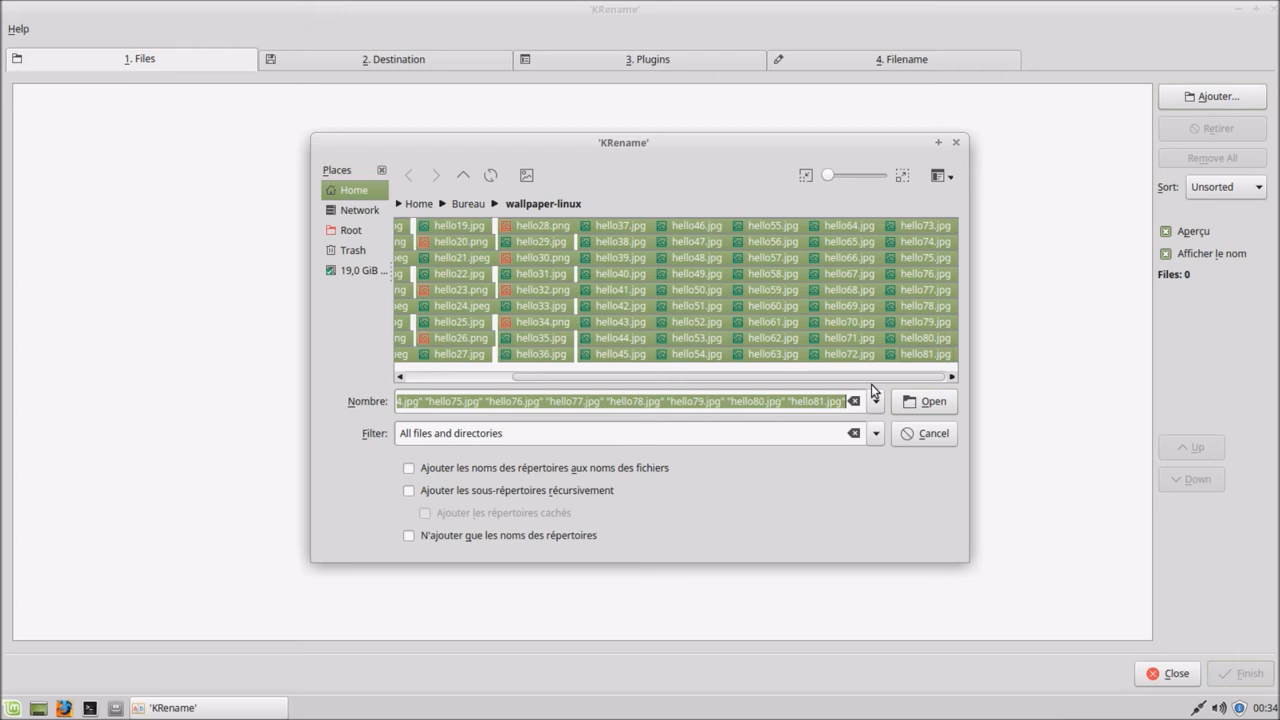 'KRename'
Help
1. Files
2. Destination
3. Plugins
4. Filename
Ajouter...
Retirer
Remove All
Sort: Unsorted
Aperçu
Afficher le nom
Files: 0
Up
Down
'KRename'
Places
Home
Network
Root
Trash
19,0 GiB ...
Home Bureau wallpaper-linux
ng hello19.jpg hello28.png hello37.jpg hello46.jpg hello55.jpg hello64.jpg hello73.jpg
ng hello20.png hello29.jpg hello38.jpg hello47.jpg hello56.jpg hello65.jpg hello74.jpg
peg hello21.jpeg hello30.png hello39.jpg hello48.jpg hello57.jpg hello66.jpg hello75.jpg
hello22.jpg hello31.jpg hello40.jpg hello49.jpg hello58.jpg hello67.jpg hello76.jpg
ng hello23.png hello32.png hello41.jpg hello50.jpg hello59.jpg hello68.jpg hello77.jpg
peg hello24.jpeg hello33.jpg hello42.jpg hello51.jpg hello60.jpg hello69.jpg hello78.jpg
hello25.jpg hello34.png hello43.jpg hello52.jpg hello61.jpg hello70.jpg hello79.jpg
ng hello26.png hello35.jpg hello44.jpg hello53.jpg hello62.jpg hello71.jpg hello80.jpg
peg hello27.jpg hello36.jpg hello45.jpg hello54.jpg hello63.jpg hello72.jpg hello81.jpg
Nombre: 4.jpg" "hello75.jpg" "hello76.jpg" "hello77.jpg" "hello78.jpg" "hello79.jpg" "hello80.jpg" "hello81.jpg" Open
Filter: All files and directories Cancel
Ajouter les noms des répertoires aux noms des fichiers
Ajouter les sous-répertoires récursivement
Ajouter les répertoires cachés
N'ajouter que les noms des répertoires
Close
Finish
'KRename'
00:34